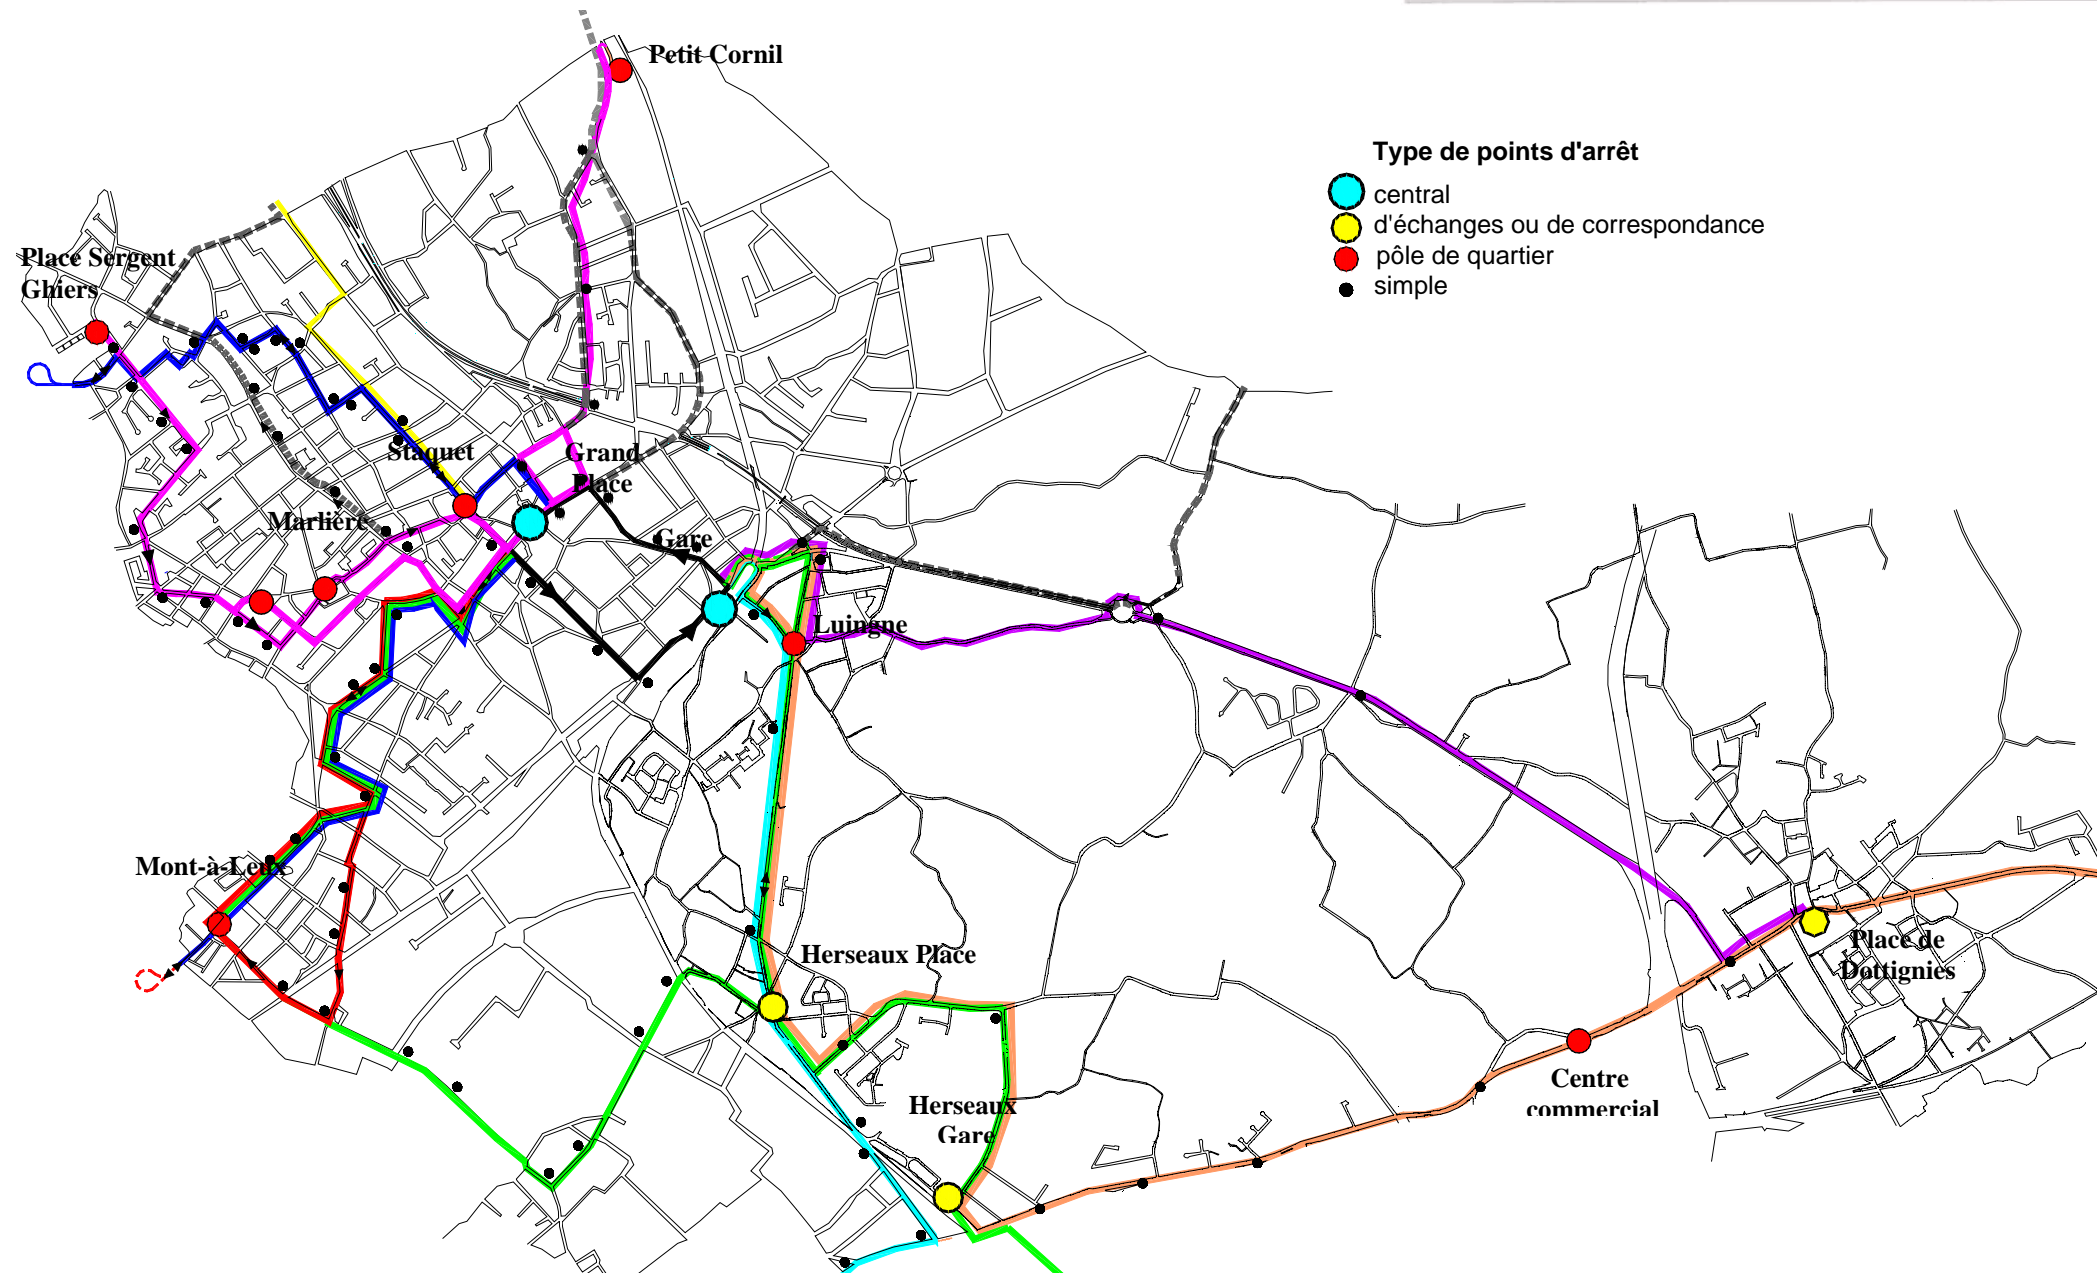 Petit Cornil
Type de points d'arrêt
central
d'échanges ou de correspondance
pôle de quartier
simple
Place Sergent
Ghiers
Staquet
Grand
Place
Marlière
Gare
Luingne
Mont-à-Leux
Herseaux Place
Place de
Dottignies
Centre
commercial
Herseaux
Gare